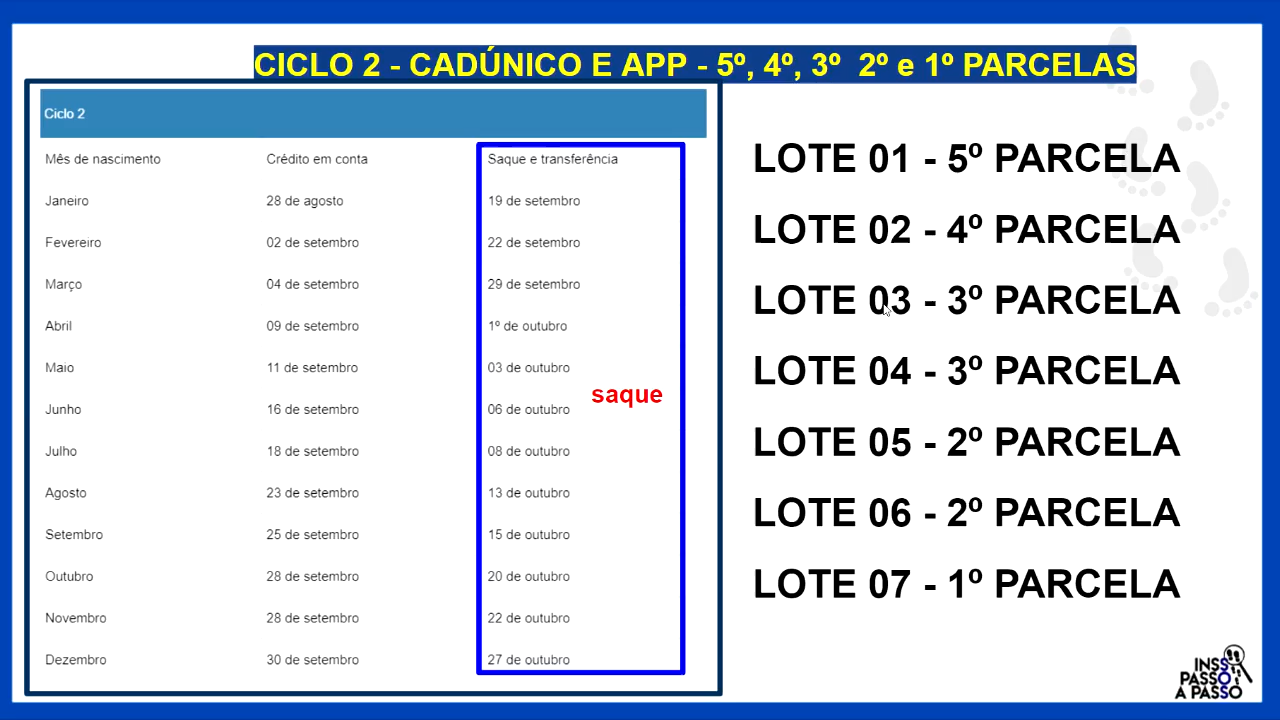 CICLO 2 - CADÚNICO E APP - 5º, 4º, 3º 2º e 1º PARCELAS
Ciclo 2
Mês de nascimento Crédito em conta Saque e transferência
Janeiro 28 de agosto 19 de setembro
Fevereiro 02 de setembro 22 de setembro
Março 04 de setembro 29 de setembro
Abril 09 de setembro 1º de outubro
Maio 11 de setembro 03 de outubro
saque
Junho 16 de setembro 06 de outubro
Julho 18 de setembro 08 de outubro
Agosto 23 de setembro 13 de outubro
Setembro 25 de setembro 15 de outubro
Outubro 28 de setembro 20 de outubro
Novembro 28 de setembro 22 de outubro
Dezembro 30 de setembro 27 de outubro
LOTE 01 - 5º PARCELA
LOTE 02 - 4º PARCELA
LOTE 03 - 3º PARCELA
LOTE 04 - 3º PARCELA
LOTE 05 - 2º PARCELA
LOTE 06 - 2º PARCELA
LOTE 07 - 1º PARCELA
INSS
PASSO
A PASSO